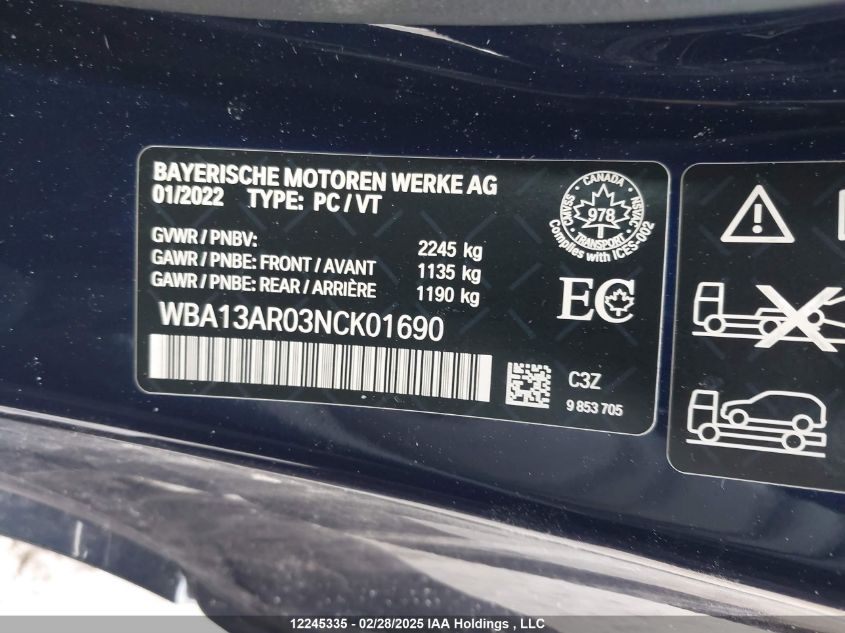 BAYERISCHE MOTOREN WERKE AG
01/2022 TYPE: PC / VT
GVWR / PNBV: 2245 kg
GAWR / PNBE: FRONT / AVANT 1135 kg
GAWR / PNBE: REAR / ARRIÈRE 1190 kg
WBA13AR03NCK01690
CANADA
SVAC
NSVAC
978
TRANSPORT
Complies with ICES-002
EC
C3Z
9 853 705
12245335 - 02/28/2025 IAA Holdings , LLC